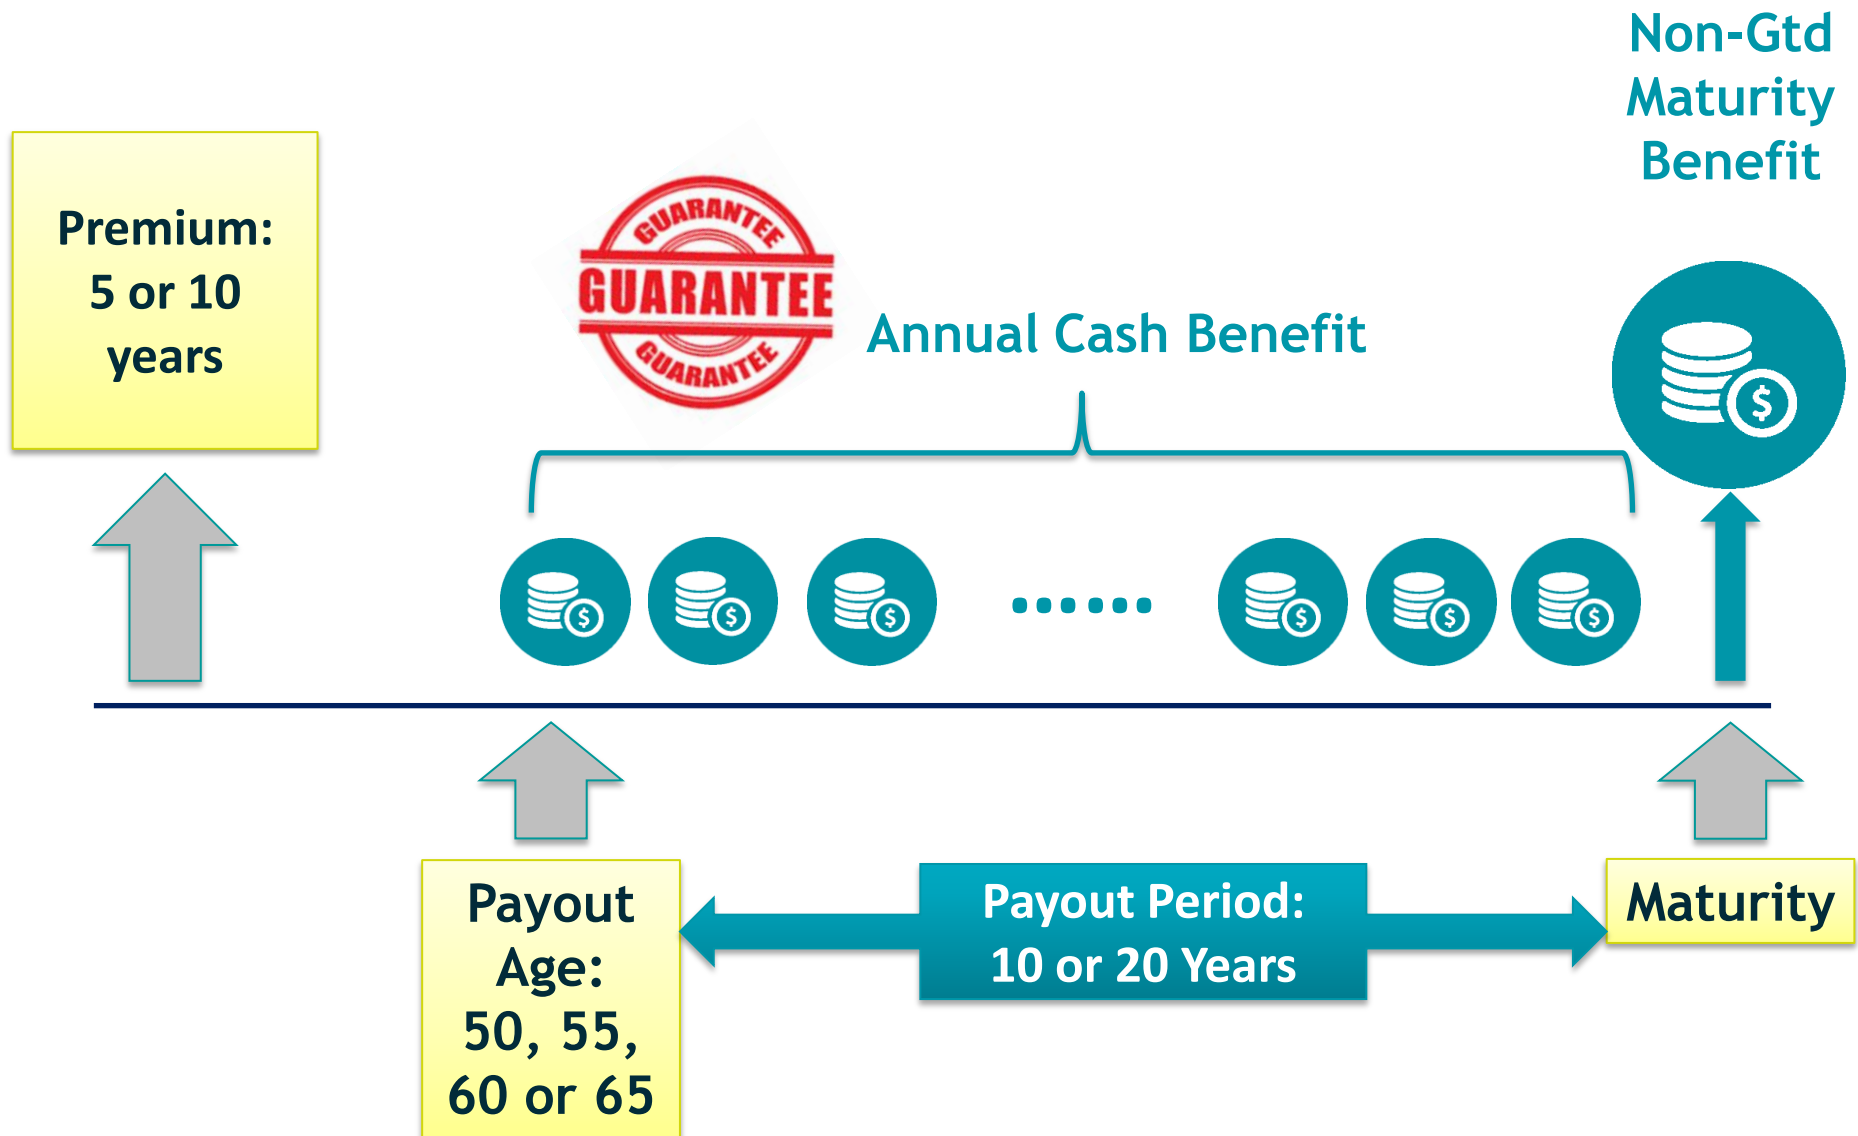 Non-Gtd
Maturity
Benefit
Premium:
5 or 10
years
GUARANTEE
GUARANTEE
GUARANTEE
Annual Cash Benefit
$
$
$
$
......
$
$
$
Payout
Age:
50, 55,
60 or 65
Payout Period:
10 or 20 Years
Maturity